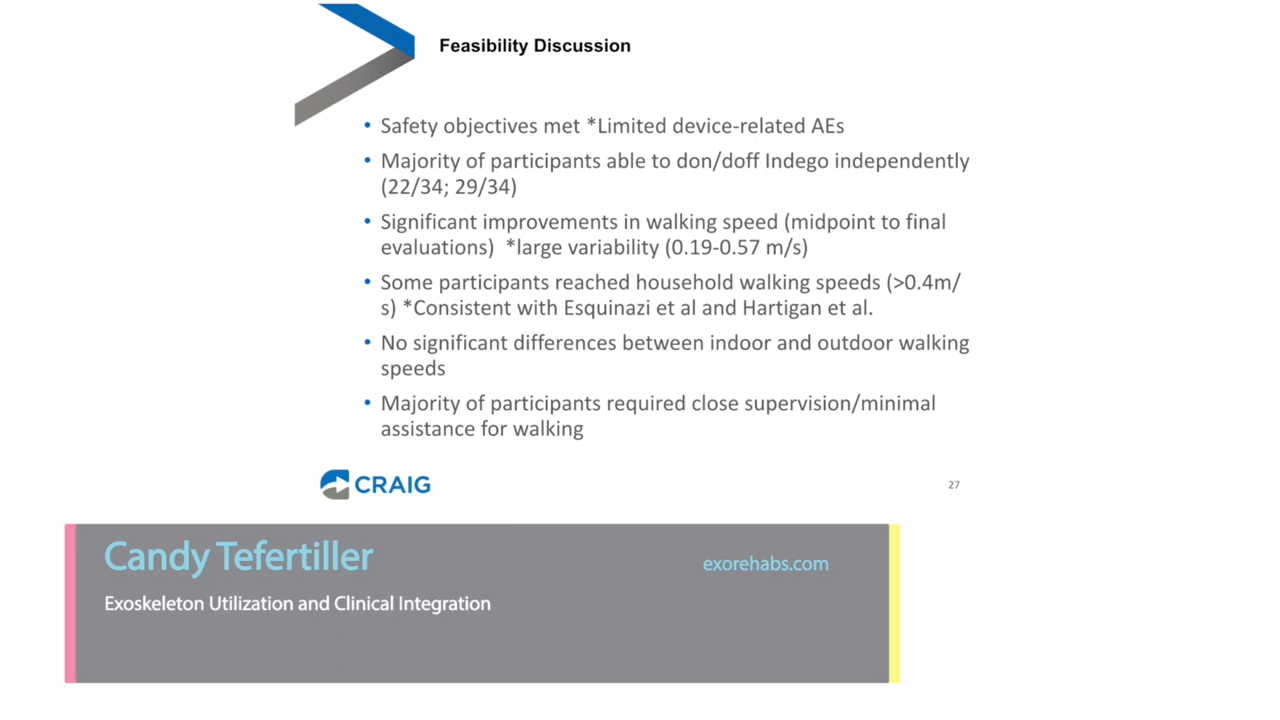 Feasibility Discussion
• Safety objectives met *Limited device-related AEs
• Majority of participants able to don/doff Indego independently
(22/34; 29/34)
• Significant improvements in walking speed (midpoint to final
evaluations)  *large variability (0.19-0.57 m/s)
• Some participants reached household walking speeds (>0.4m/
s) *Consistent with Esquinazi et al and Hartigan et al.
• No significant differences between indoor and outdoor walking
speeds
• Majority of participants required close supervision/minimal
assistance for walking
CRAIG
27
Candy Tefertiller
exorehabs.com
Exoskeleton Utilization and Clinical Integration